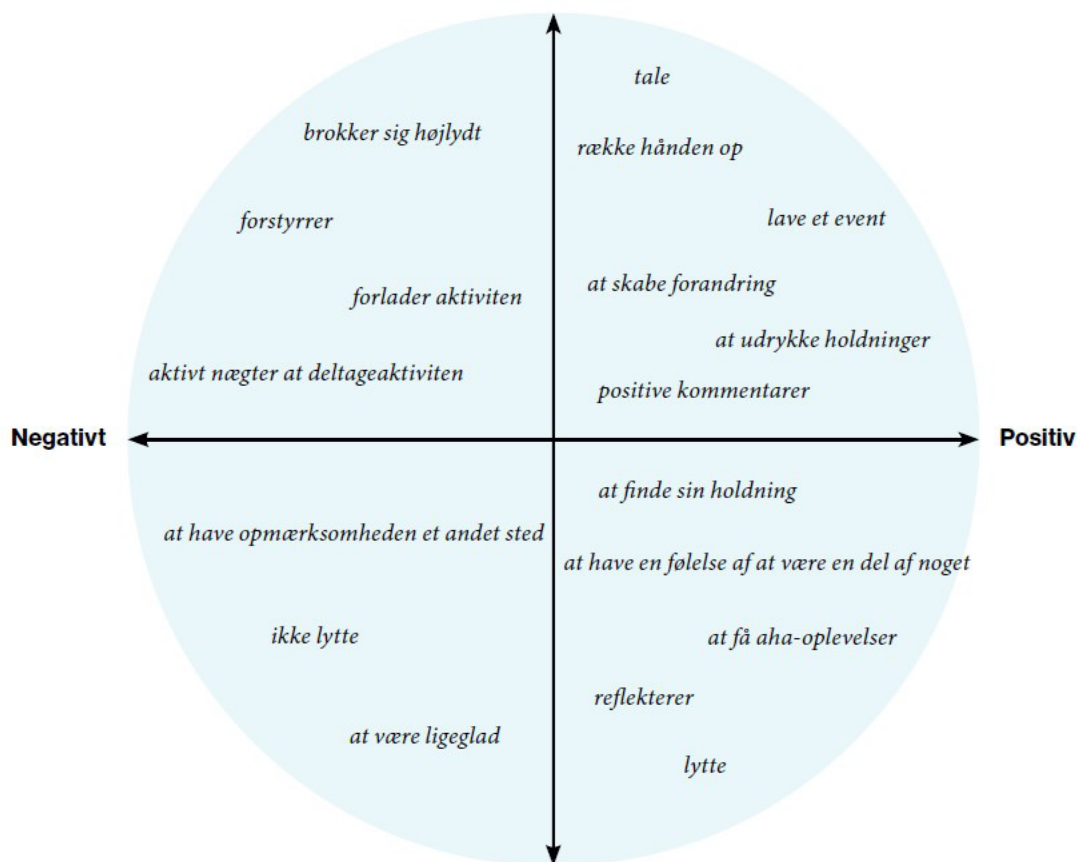 tale
brokker sig højlydt
række hånden op
forstyrrer
lave et event
at skabe forandring
forlader aktiviten
at udrykke holdninger
aktivt nægter at deltageaktiviten
positive kommentarer
Negativt
Positiv
at finde sin holdning
at have opmærksomheden et andet sted
at have en følelse af at være en del af noget
ikke lytte
at få aha-oplevelser
reflekterer
at være ligeglad
lytte